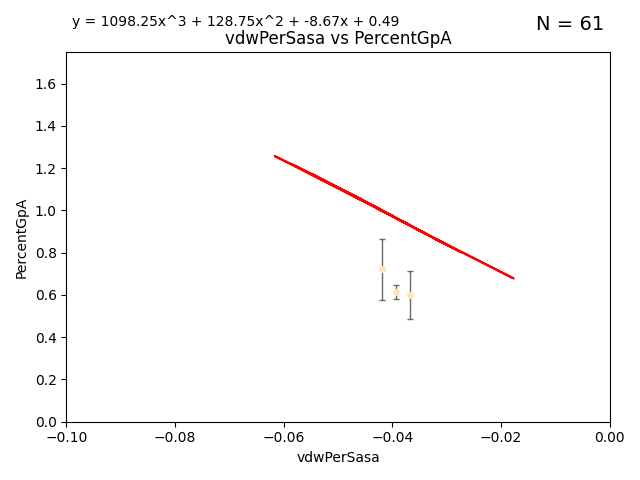 y = 1098.25x^3 + 128.75x^2 + -8.67x + 0.49
N = 61
vdwPerSasa vs PercentGpA
1.6
1.4
1.2
1.0
0.8
0.6
0.4
0.2
0.0
PercentGpA
−0.10 −0.08 −0.06 −0.04 −0.02 0.00
vdwPerSasa